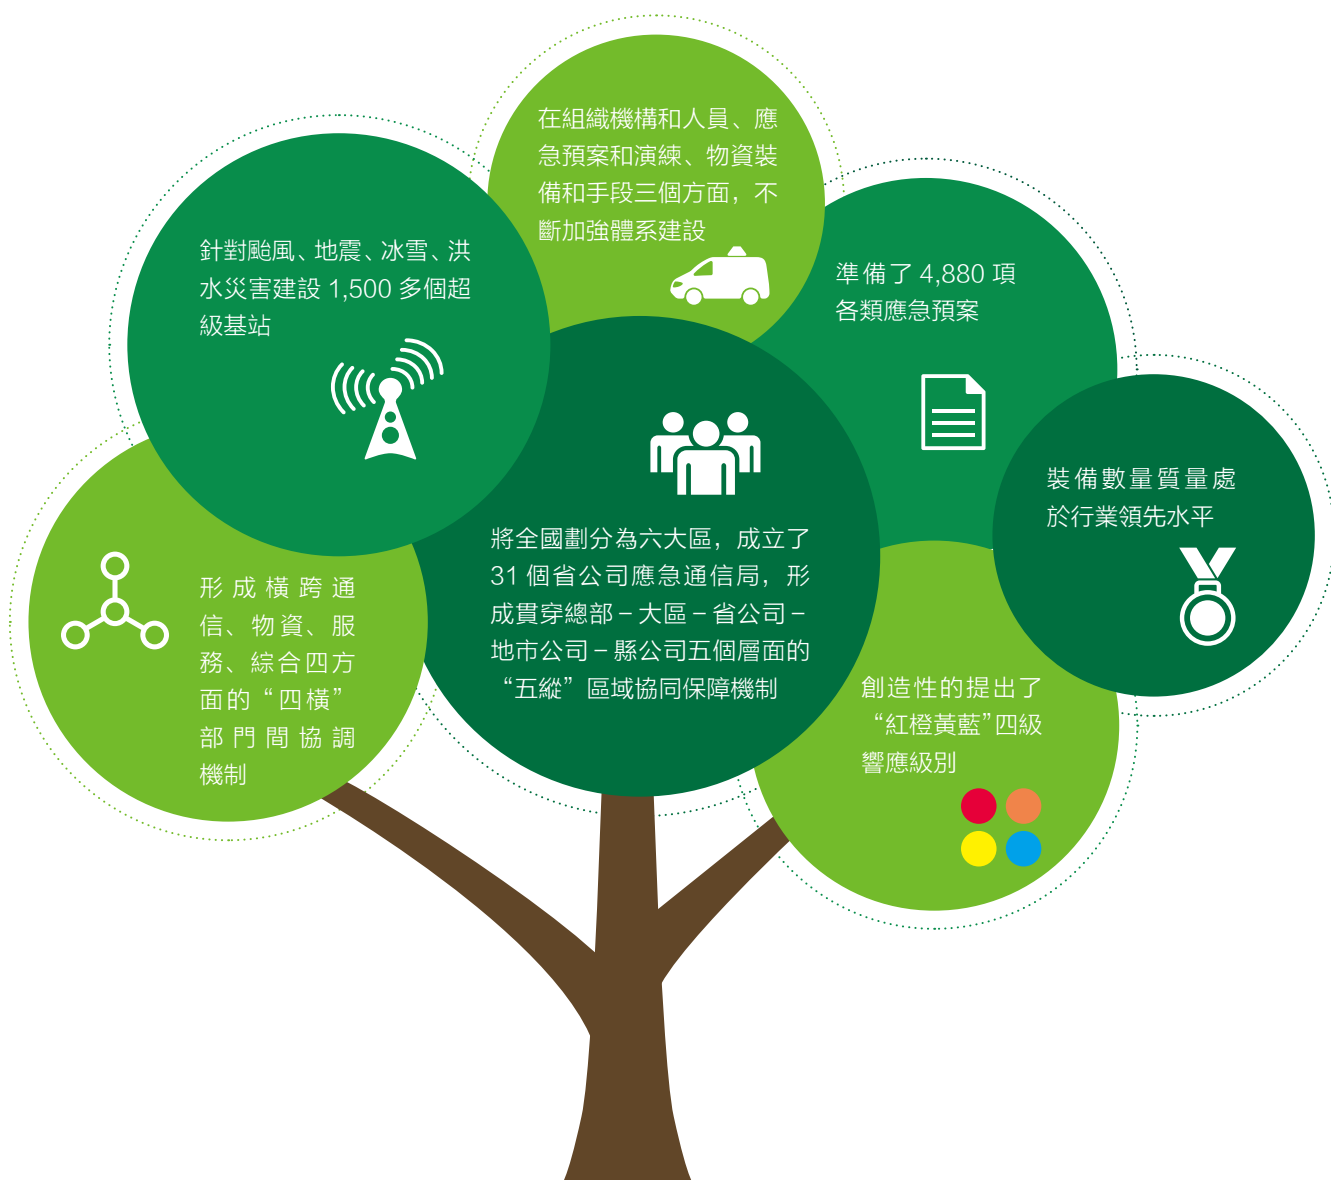 在組織機構和人員、應
急預案和演練、物資裝
備和手段三個方面，不
斷加強體系建設
針對颱風、地震、冰雪、洪
水災害建設 1,500 多個超
級基站
準備了 4,880 項
各類應急預案
裝備數量質量處
於行業領先水平
將全國劃分為六大區，成立了
31 個省公司應急通信局，形
成貫穿總部－大區－省公司－
地市公司－縣公司五個層面的
“五縱”區域協同保障機制
形成橫跨通
信、物資、服
務、綜合四方
面的“四橫”
部門間協調
機制
創造性的提出了
“紅橙黃藍”四級
響應級別